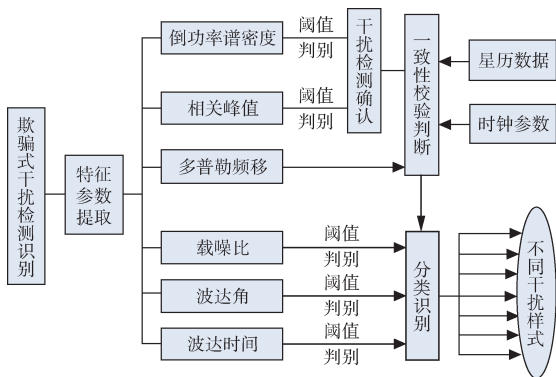 欺骗式干扰检测识别
特征
参数
提取
倒功率谱密度
阈值
判别
相关峰值
阈值
判别
多普勒频移
载噪比
阈值
判别
波达角
阈值
判别
波达时间
阈值
判别
干扰检测确认
一致性校验判断
星历数据
时钟参数
分类识别
不同干扰样式